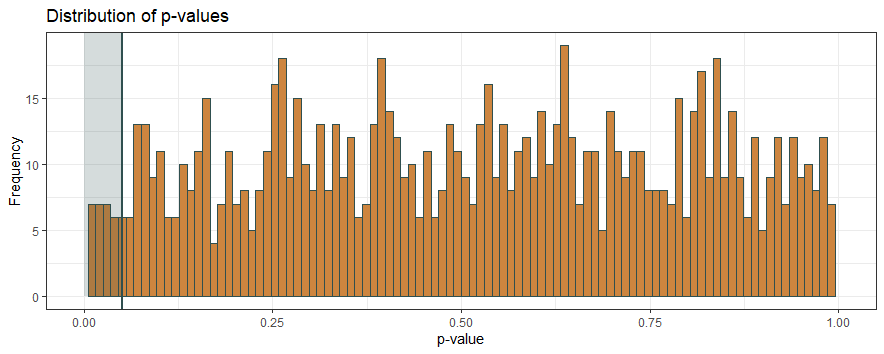 Distribution of p-values
Frequency
15
10
5
0
0.00 0.25 0.50 0.75 1.00
p-value